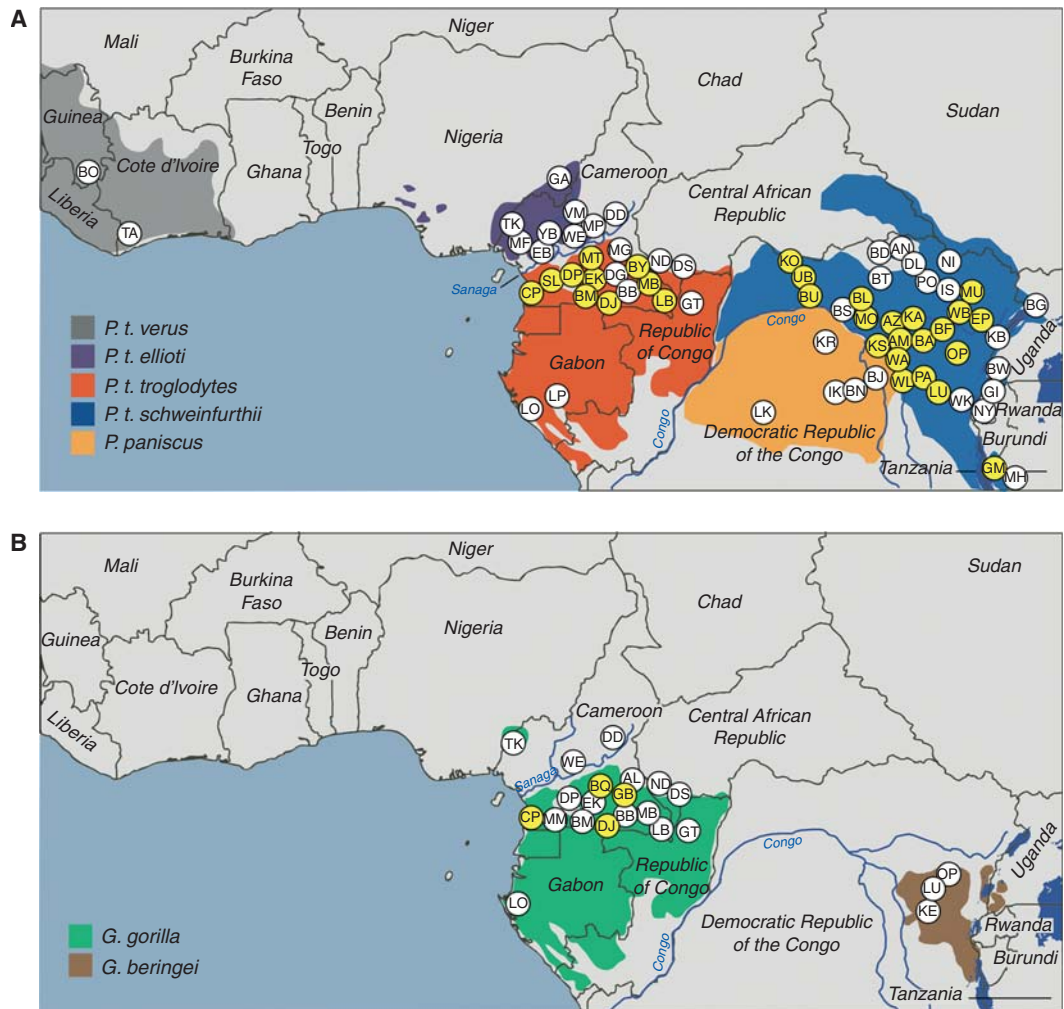 A
Mali
Niger
Burkina
Faso
Chad
Sudan
Benin
Guinea
Nigeria
Togo
Cote d'Ivoire
Ghana
Cameroon
BO
GA
Central African
Republic
Liberia
TA
TK
VM
MP
DD
MF
YB
WE
EB
MG
BD
AN
DL
NI
MT
BY
ND
DS
KO
BT
PO
IS
MU
Sanaga
SL
DP
EK
DG
MB
UB
CP
BM
DJ
BB
LB
GT
BU
BL
BS
MO
AZ
KA
WB
EP
BG
Congo
BF
KB
Uganda
P. t. verus
P. t. ellioti
P. t. troglodytes
P. t. schweinfurthii
P. paniscus
Republic
of Congo
Gabon
KR
KS
AM
BA
OP
WA
BW
LO
LP
IK
BN
BJ
WL
PA
LU
WK
GI
NY
Rwanda
LK
Congo
Democratic Republic
of the Congo
Burundi
Tanzania
GM
MH
B
Mali
Niger
Burkina
Faso
Chad
Sudan
Benin
Guinea
Nigeria
Togo
Cote d'Ivoire
Ghana
Cameroon
Central African
Republic
Liberia
TK
DD
WE
Sanaga
BQ
AL
ND
DS
DP
EK
GB
CP
MM
BM
DJ
BB
MB
LB
GT
Congo
Uganda
Republic
of Congo
Gabon
OP
LU
KE
LO
Congo
Democratic Republic
of the Congo
Rwanda
Burundi
Tanzania
G. gorilla
G. beringei